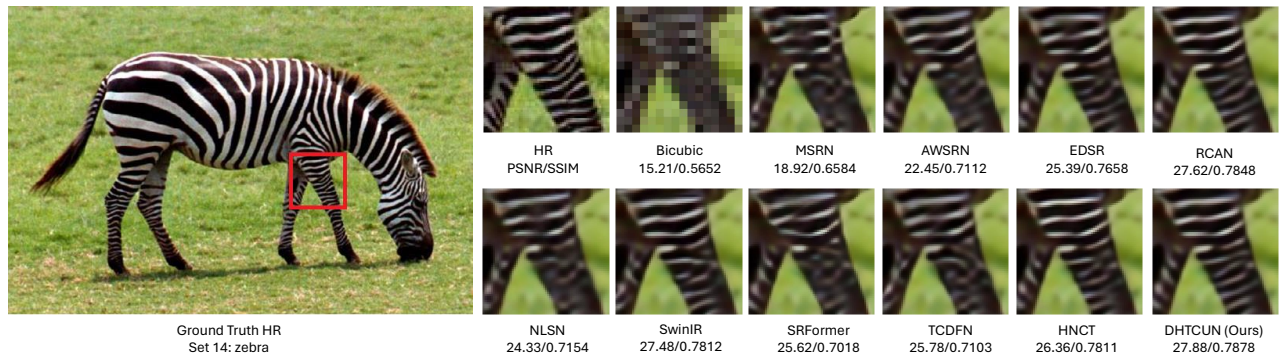 HR
PSNR/SSIM
Bicubic
15.21/0.5652
MSRN
18.92/0.6584
AWSRN
22.45/0.7112
EDSR
25.39/0.7658
RCAN
27.62/0.7848
Ground Truth HR
Set 14: zebra
NLSN
24.33/0.7154
SwinIR
27.48/0.7812
SRFormer
25.62/0.7018
TCDFN
25.78/0.7103
HNCT
26.36/0.7811
DHTCUN (Ours)
27.88/0.7878